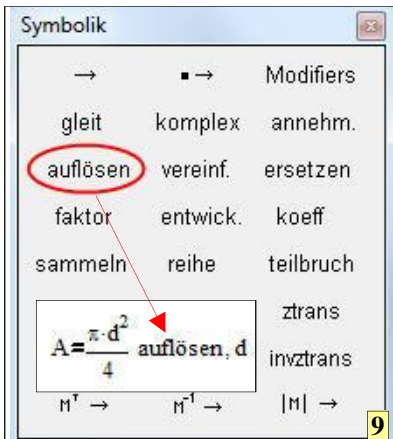 Symbolik
→ ▪→ Modifiers
gleit komplex annehm.
auflösen vereinf. ersetzen
faktor entwick. koeff
sammeln reihe teilbruch
ztrans
A=π·d²/4 auflösen, d
invztrans
Mᵀ → M⁻¹ → |M| →
9